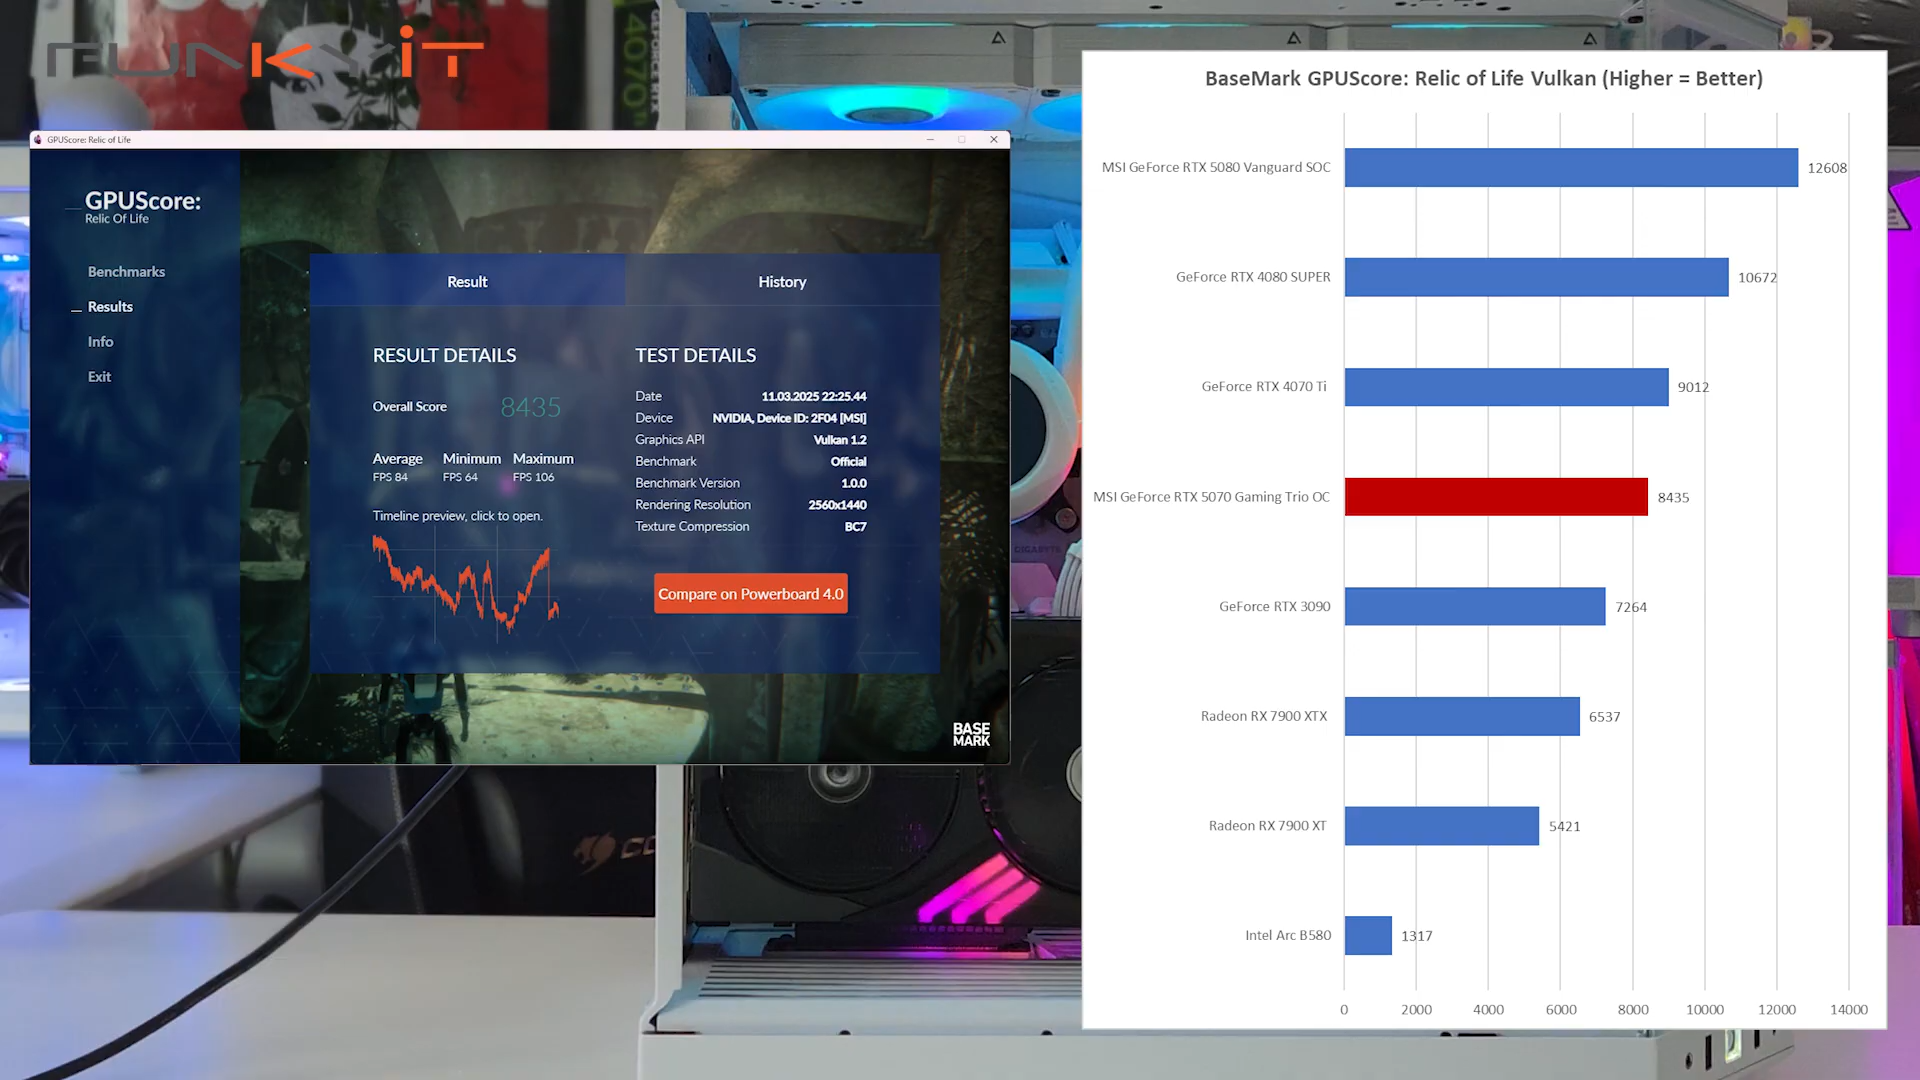 FUNKYiT
4070
GEFORCE RTX
GPUScore: Relic of Life
GPUScore:
Relic Of Life
Benchmarks
Results
Info
Exit
Result
History
RESULT DETAILS
Overall Score 8435
Average Minimum Maximum
FPS 84 FPS 64 FPS 106
Timeline preview, click to open.
TEST DETAILS
Date 11.03.2025 22:25.44
Device NVIDIA, Device ID: 2F04 [MSI]
Graphics API Vulkan 1.2
Benchmark Official
Benchmark Version 1.0.0
Rendering Resolution 2560x1440
Texture Compression BC7
Compare on Powerboard 4.0
BASE
MARK
GIGABYTE
BaseMark GPUScore: Relic of Life Vulkan (Higher = Better)
MSI GeForce RTX 5080 Vanguard SOC 12608
GeForce RTX 4080 SUPER 10672
GeForce RTX 4070 Ti 9012
MSI GeForce RTX 5070 Gaming Trio OC 8435
GeForce RTX 3090 7264
Radeon RX 7900 XTX 6537
Radeon RX 7900 XT 5421
Intel Arc B580 1317
0 2000 4000 6000 8000 10000 12000 14000